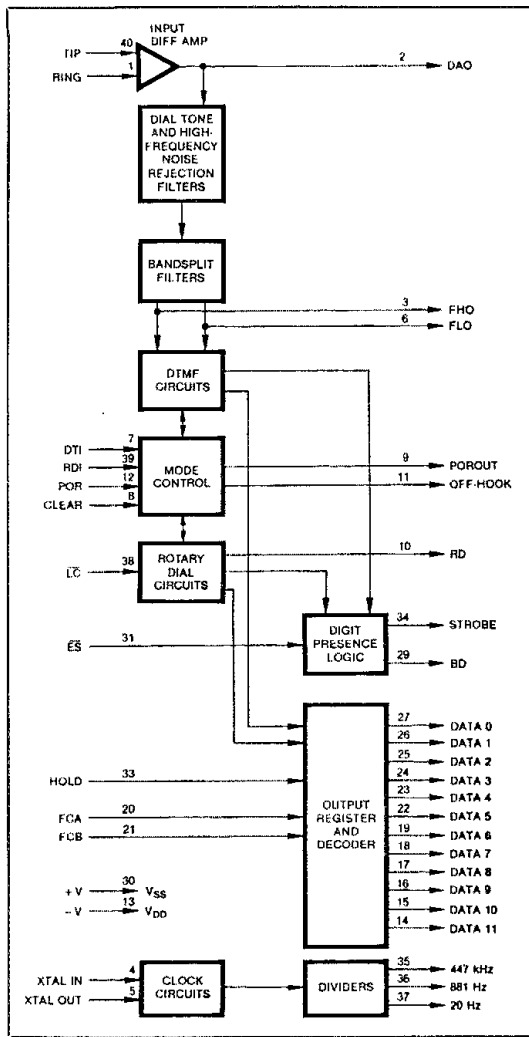 INPUT
DIFF AMP
TIP 40
RING 1
2 DAO
DIAL TONE
AND HIGH-
FREQUENCY
NOISE
REJECTION
FILTERS
BANDSPLIT
FILTERS
3 FHO
6 FLO
DTMF
CIRCUITS
DTI 7
RDI 39
POR 12
CLEAR 8
MODE
CONTROL
9 POROUT
11 OFF-HOOK
L̅C̅ 38
ROTARY
DIAL
CIRCUITS
10 RD
E̅S̅ 31
DIGIT
PRESENCE
LOGIC
34 STROBE
29 BD
HOLD 33
FCA 20
FCB 21
OUTPUT
REGISTER
AND
DECODER
27 DATA 0
26 DATA 1
25 DATA 2
24 DATA 3
23 DATA 4
22 DATA 5
19 DATA 6
18 DATA 7
17 DATA 8
16 DATA 9
15 DATA 10
14 DATA 11
+V 30 VSS
−V 13 VDD
XTAL IN 4
XTAL OUT 5
CLOCK
CIRCUITS
DIVIDERS
35 447 kHz
36 881 Hz
37 20 Hz